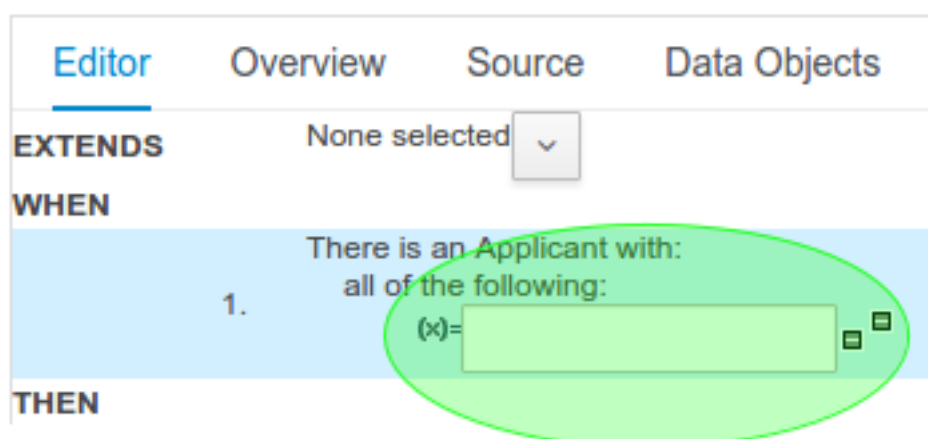 Editor Overview Source Data Objects
EXTENDS None selected
WHEN
There is an Applicant with:
all of the following:
1.
(x)=
THEN